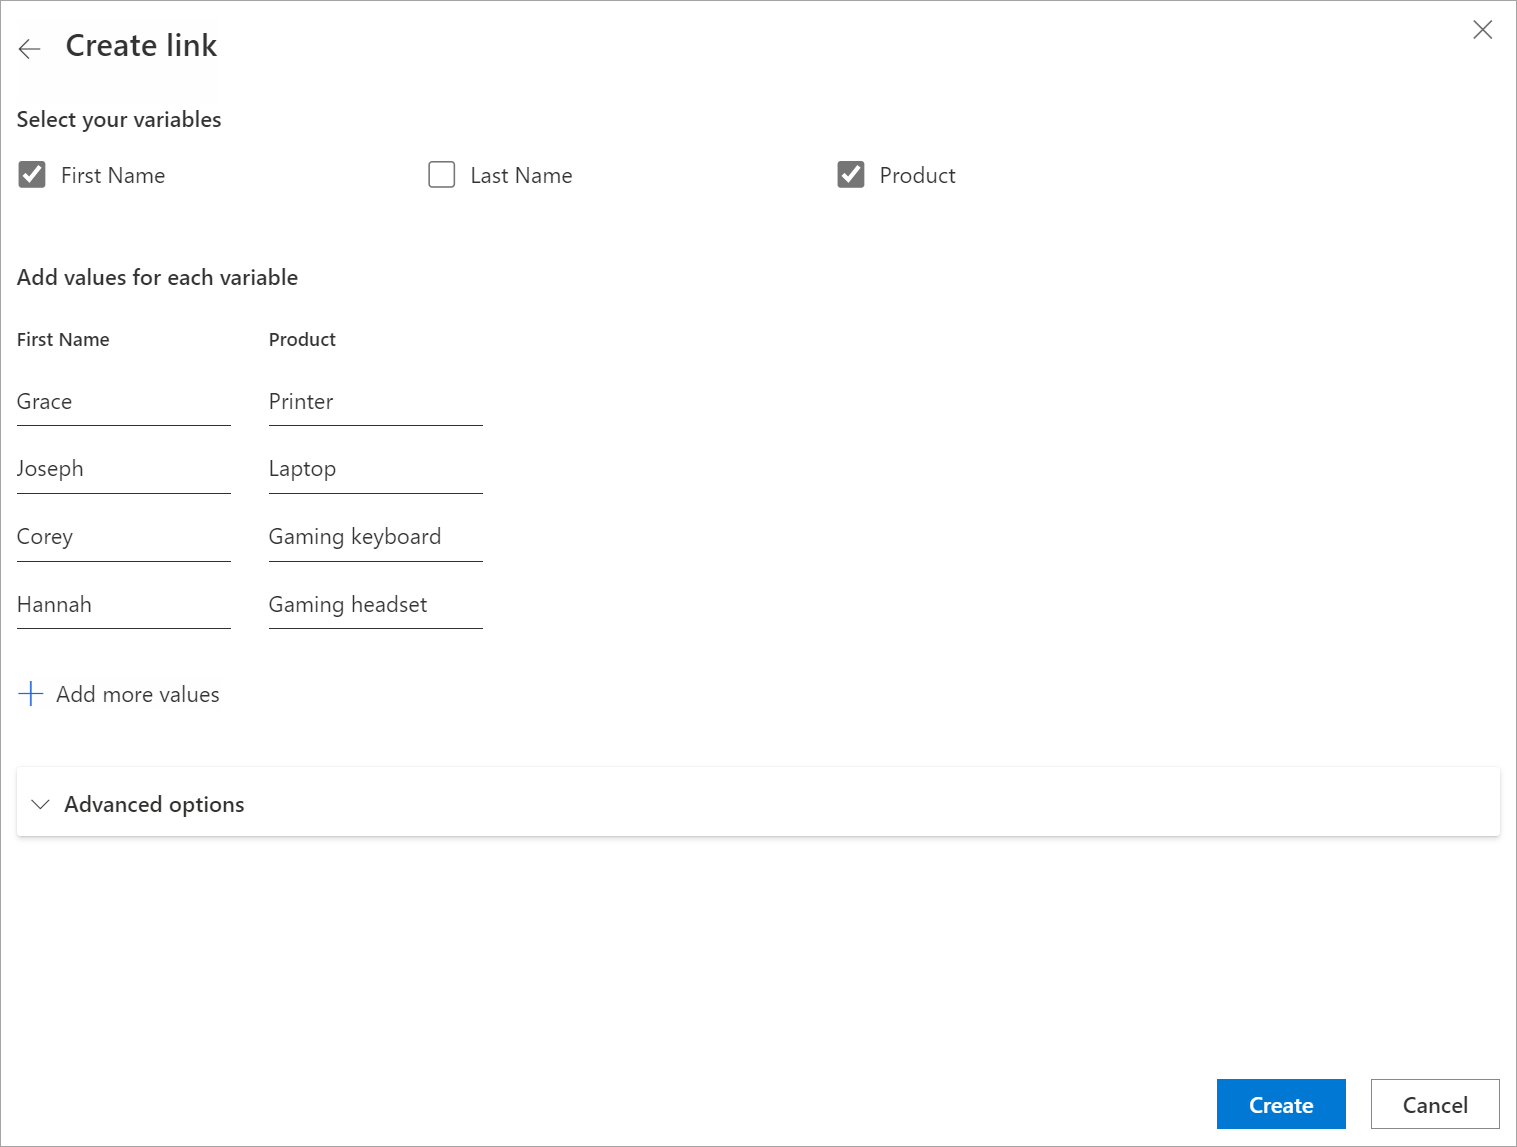 Create link
Select your variables
First Name Last Name Product
Add values for each variable
First Name Product
Grace Printer
Joseph Laptop
Corey Gaming keyboard
Hannah Gaming headset
Add more values
Advanced options
Create Cancel